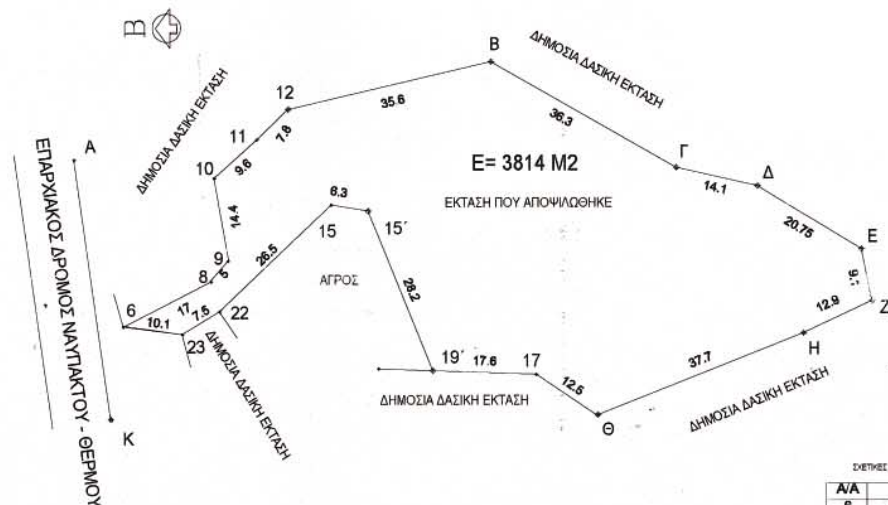 Β
ΔΗΜΟΣΙΑ ΔΑΣΙΚΗ ΕΚΤΑΣΗ
Β
ΔΗΜΟΣΙΑ ΔΑΣΙΚΗ ΕΚΤΑΣΗ
12
35.6
36.3
7.8
11
9.6
10
Α
ΕΠΑΡΧΙΑΚΟΣ ΔΡΟΜΟΣ ΝΑΥΠΑΚΤΟΥ - ΘΕΡΜΟΥ
Ε= 3814 Μ2
Γ
14.1
Δ
ΕΚΤΑΣΗ ΠΟΥ ΑΠΟΨΙΛΩΘΗΚΕ
6.3
15
15΄
20.75
Ε
14.4
9
5
8
26.5
ΑΓΡΟΣ
28.2
9.1
Ζ
12.9
Η
6
17
7.5
22
10.1
23
ΔΗΜΟΣΙΑ ΔΑΣΙΚΗ ΕΚΤΑΣΗ
19΄
17.6
17
37.7
12.5
ΔΗΜΟΣΙΑ ΔΑΣΙΚΗ ΕΚΤΑΣΗ
Θ
ΔΗΜΟΣΙΑ ΔΑΣΙΚΗ ΕΚΤΑΣΗ
Κ
ΣΧΕΤΙΚΕΣ
Α/Α
6